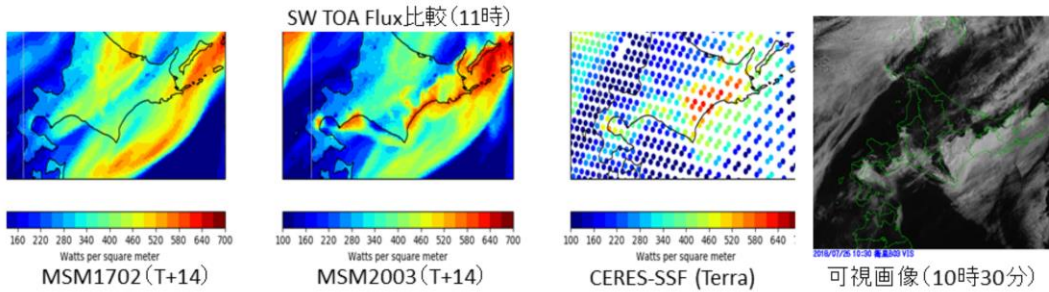 SW TOA Flux比較(11時)
160 220 280 340 400 460 520 580 640 700
Watts per square meter
MSM1702(T+14)
100 160 220 280 340 400 460 520 580 640 700
Watts per square meter
MSM2003(T+14)
100 160 220 280 340 400 460 520 580 640
Watts per square meter
CERES-SSF (Terra)
可視画像(10時30分)